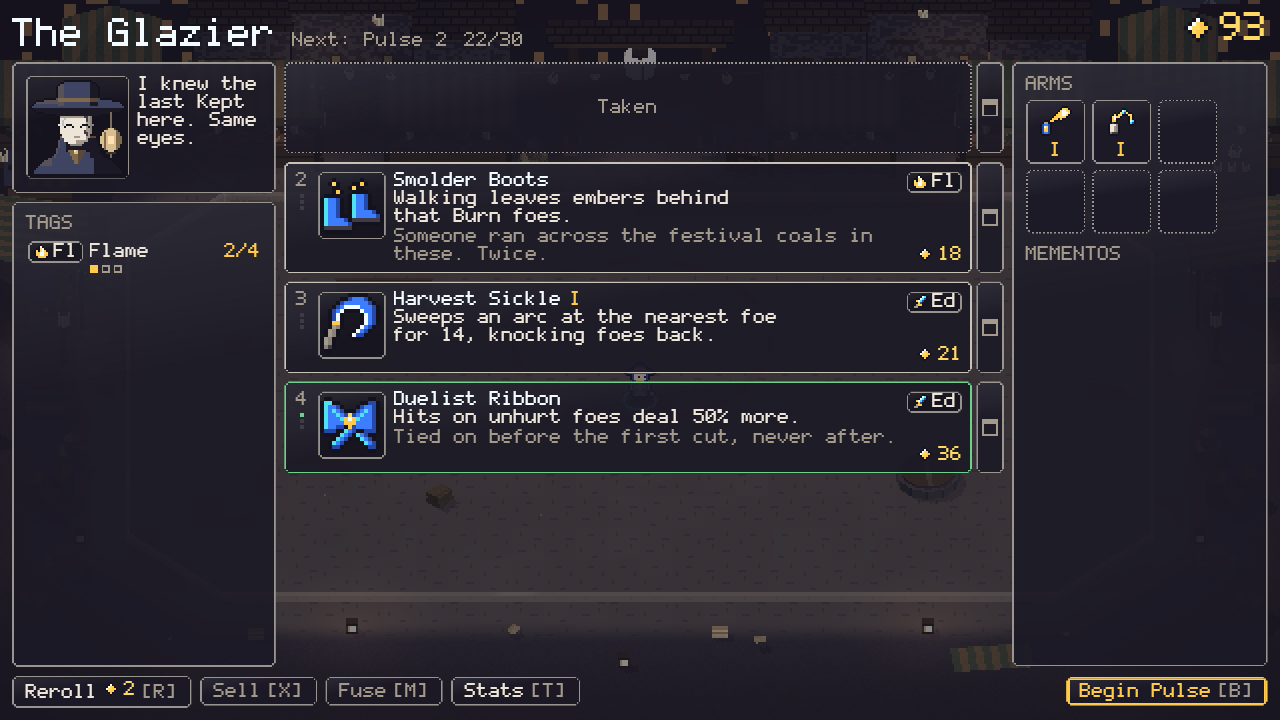 The Glazier
Next: Pulse 2 22/30
93
I knew the
last Kept
here. Same
eyes.
TAGS
Fl Flame 2/4
Taken
2
Smolder Boots
Fl
Walking leaves embers behind
that Burn foes.
Someone ran across the festival coals in
these. Twice.
18
3
Harvest Sickle I
Ed
Sweeps an arc at the nearest foe
for 14, knocking foes back.
21
4
Duelist Ribbon
Ed
Hits on unhurt foes deal 50% more.
Tied on before the first cut, never after.
36
ARMS
I I
MEMENTOS
Reroll 2 [R]
Sell [X]
Fuse [M]
Stats [T]
Begin Pulse [B]